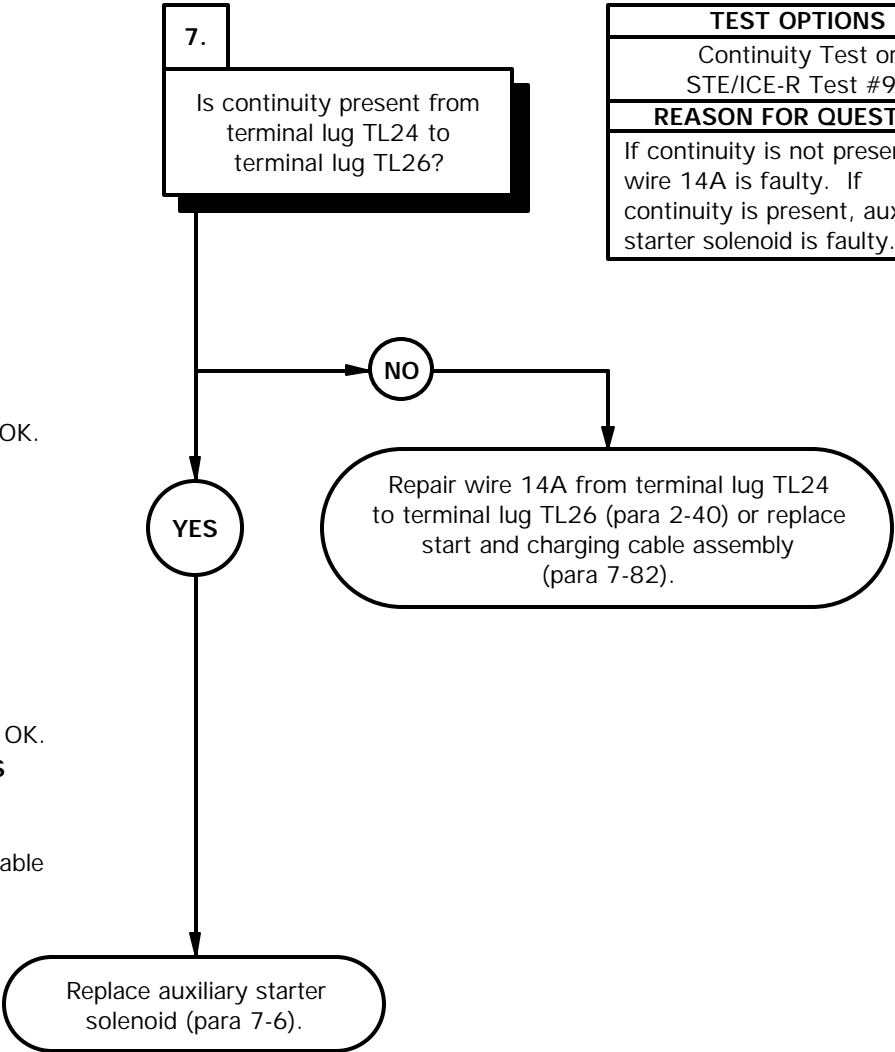 7.
Is continuity present from
terminal lug TL24 to
terminal lug TL26?
TEST OPTIONS
Continuity Test or
STE/ICE-R Test #9
REASON FOR QUEST
If continuity is not presen
wire 14A is faulty. If
continuity is present, aux
starter solenoid is faulty.
NO
OK.
Repair wire 14A from terminal lug TL24
to terminal lug TL26 (para 2-40) or replace
start and charging cable assembly
(para 7-82).
YES
OK.
S
able
Replace auxiliary starter
solenoid (para 7-6).